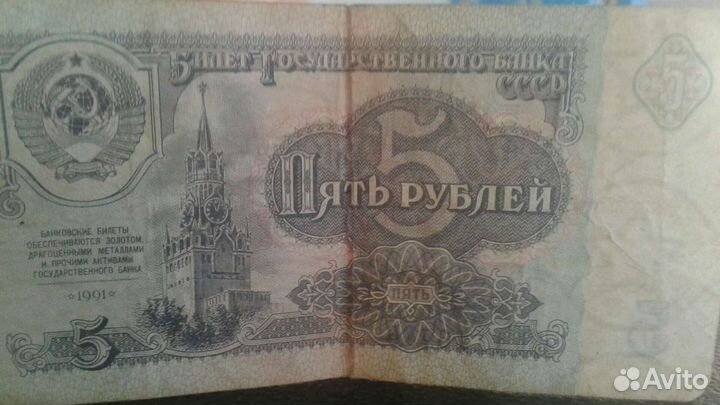 Билет Государственного Банка
СССР
5
5
Пять рублей
БАНКОВСКИЕ БИЛЕТЫ
ОБЕСПЕЧИВАЮТСЯ ЗОЛОТОМ,
ДРАГОЦЕННЫМИ МЕТАЛЛАМИ
И ПРОЧИМИ АКТИВАМИ
ГОСУДАРСТВЕННОГО БАНКА
1991
ПЯТЬ
5
Avito